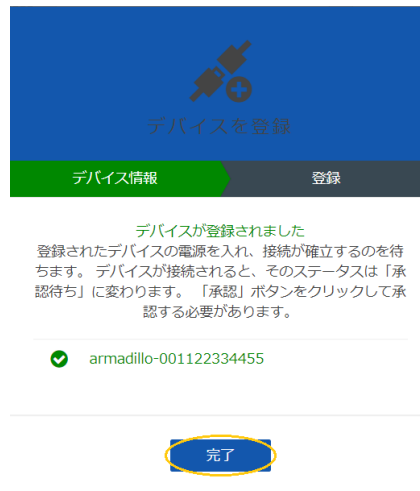 デバイスを登録
デバイス情報
登録
デバイスが登録されました
登録されたデバイスの電源を入れ、接続が確立するのを待
ちます。 デバイスが接続されると、そのステータスは「承
認待ち」に変わります。 「承認」ボタンをクリックして承
認する必要があります。
armadillo-001122334455
完了